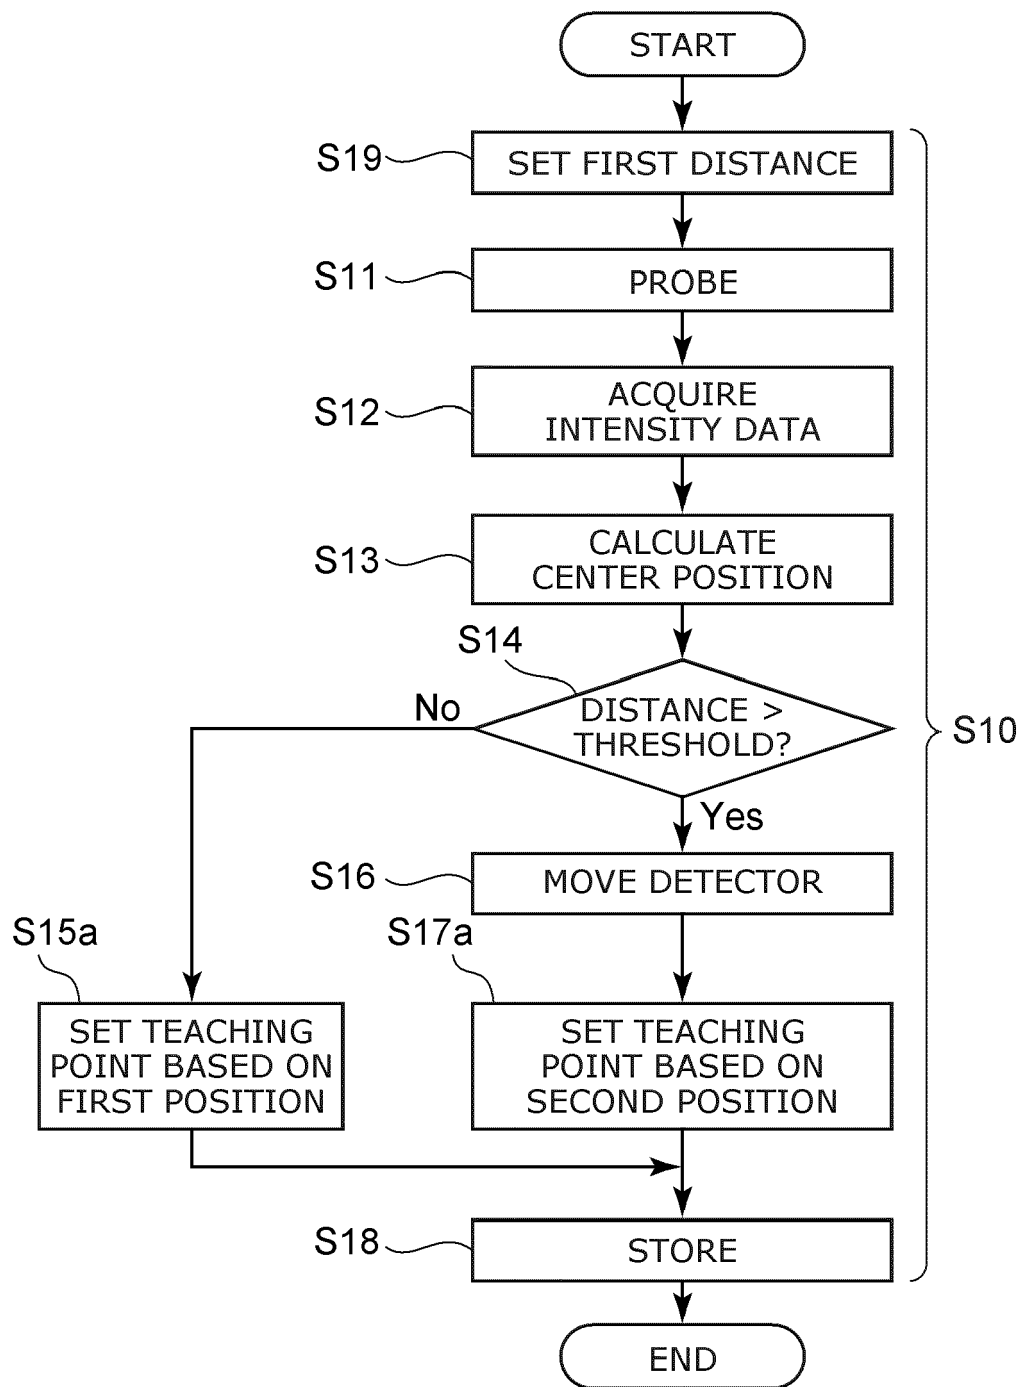 START
S19
SET FIRST DISTANCE
S11
PROBE
S12
ACQUIRE
INTENSITY DATA
S13
CALCULATE
CENTER POSITION
S14
No
DISTANCE >
THRESHOLD?
S10
Yes
S16
MOVE DETECTOR
S15a
S17a
SET TEACHING
POINT BASED ON
FIRST POSITION
SET TEACHING
POINT BASED ON
SECOND POSITION
S18
STORE
END